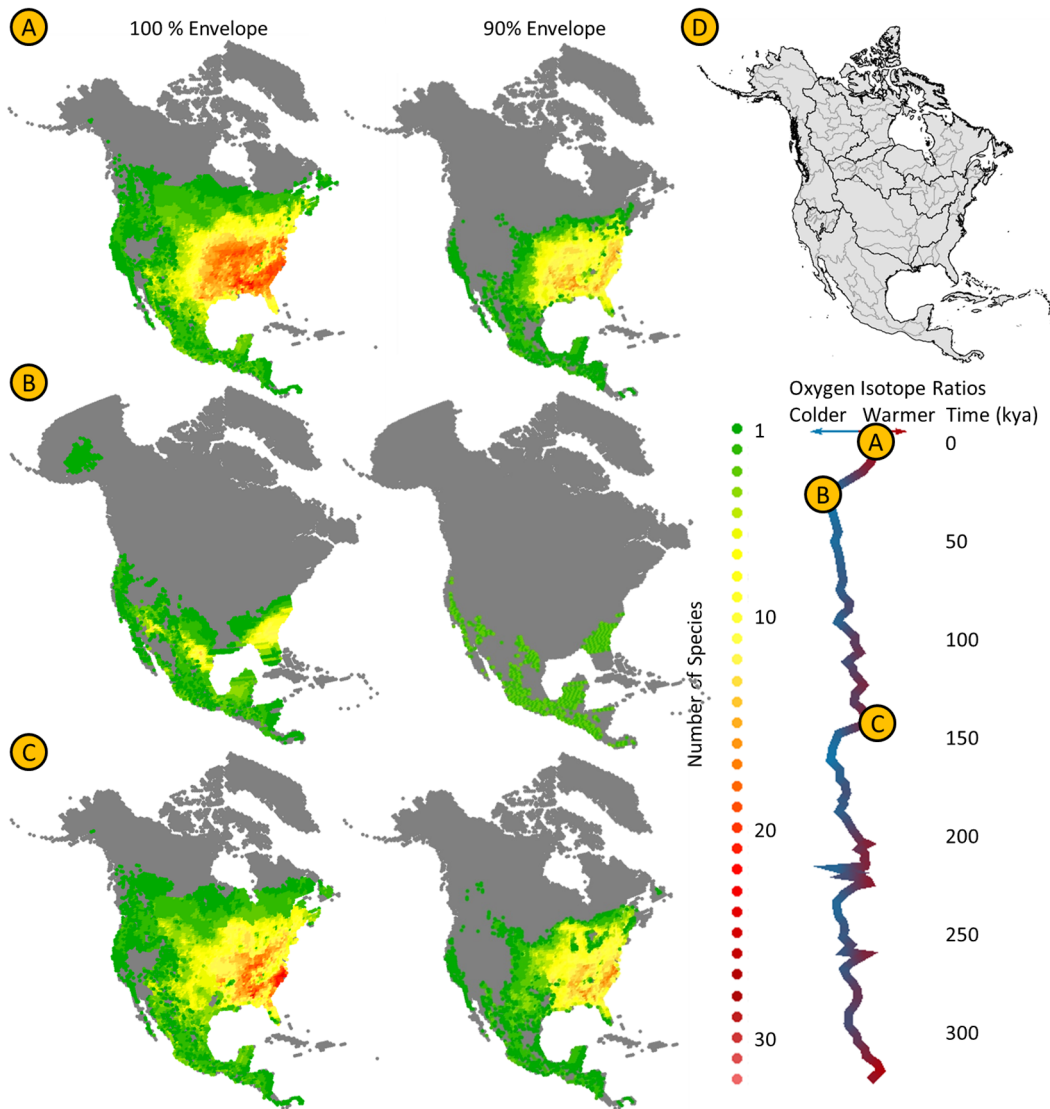 A
100 % Envelope
90% Envelope
D
B
C
Oxygen Isotope Ratios
Colder Warmer Time (kya)
A
B
C
0
50
100
150
200
250
300
Number of Species
1
10
20
30